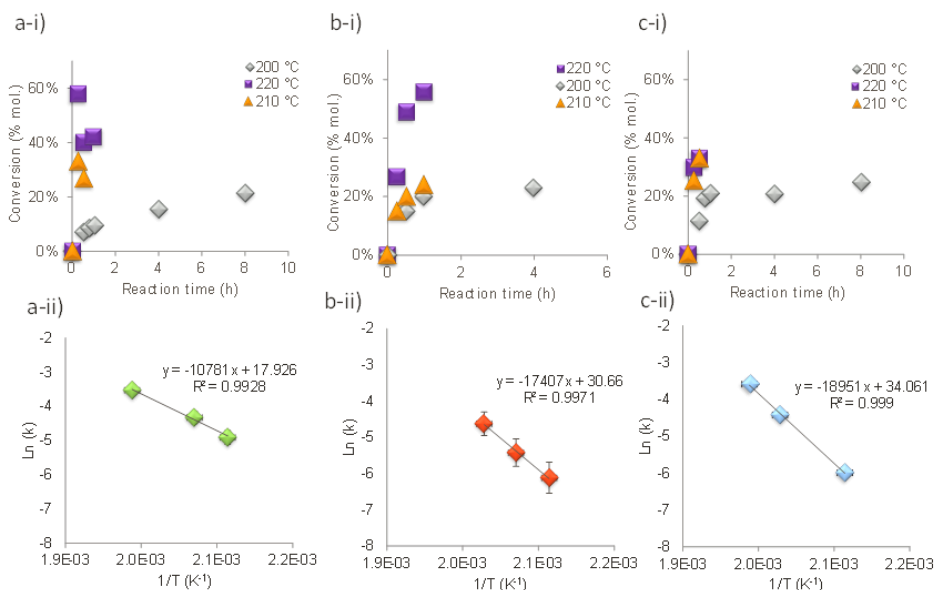 a-i)
200 °C
220 °C
210 °C
Conversion (% mol.)
60%
40%
20%
0%
0 2 4 6 8 10
Reaction time (h)
b-i)
220 °C
200 °C
210 °C
Conversion (% mol.)
60%
40%
20%
0%
0 2 4 6
Reaction time (h)
c-i)
200 °C
220 °C
210 °C
Conversion (% mol.)
60%
40%
20%
0%
0 2 4 6 8 10
Reaction time (h)
a-ii)
y = -10781x + 17.926
R² = 0.9928
Ln (k)
-2
-3
-4
-5
-6
-7
-8
1.9E-03 2.0E-03 2.1E-03 2.2E-03
1/T (K⁻¹)
b-ii)
y = -17407x + 30.66
R² = 0.9971
Ln (k)
-2
-3
-4
-5
-6
-7
-8
1.9E-03 2.0E-03 2.1E-03 2.2E-03
1/T (K⁻¹)
c-ii)
y = -18951x + 34.061
R² = 0.999
Ln (k)
-2
-3
-4
-5
-6
-7
-8
1.9E-03 2.0E-03 2.1E-03 2.2E-03
1/T (K⁻¹)